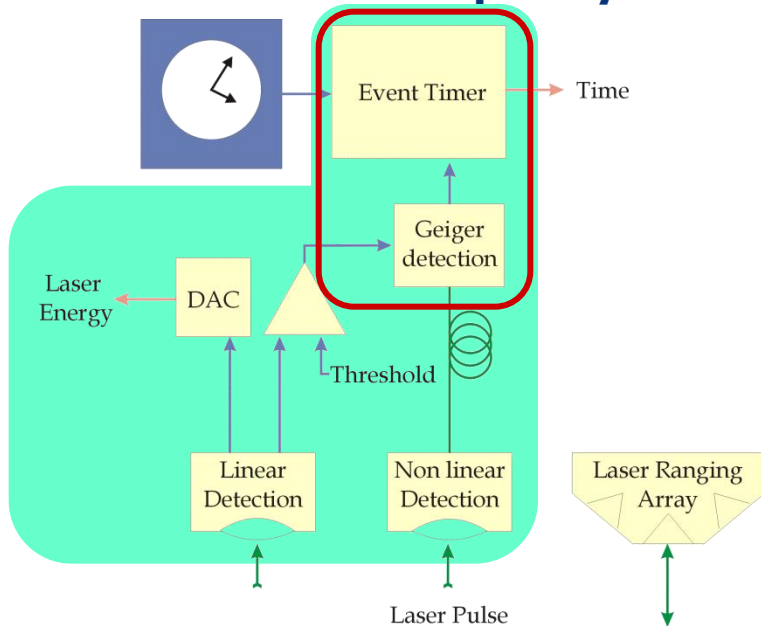 Event Timer
Time
Geiger
detection
Laser
Energy
DAC
Threshold
Linear
Detection
Non linear
Detection
Laser Ranging
Array
Laser Pulse